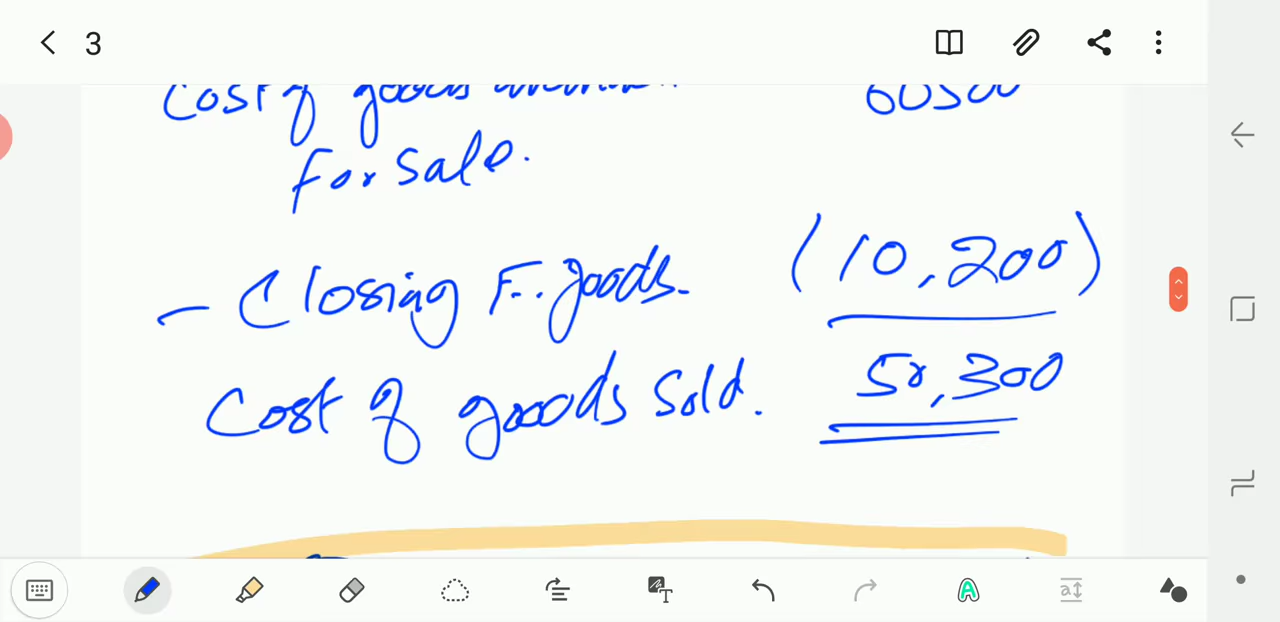 3
Cost of goods
60500
For Sale.
- Closing F. goods. (10,200)
Cost of goods Sold. 50,300
T
A
a